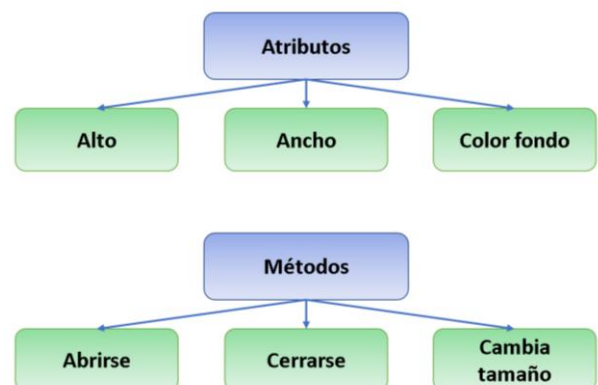 Atributos
Alto
Ancho
Color fondo
Métodos
Abrirse
Cerrarse
Cambia
tamaño